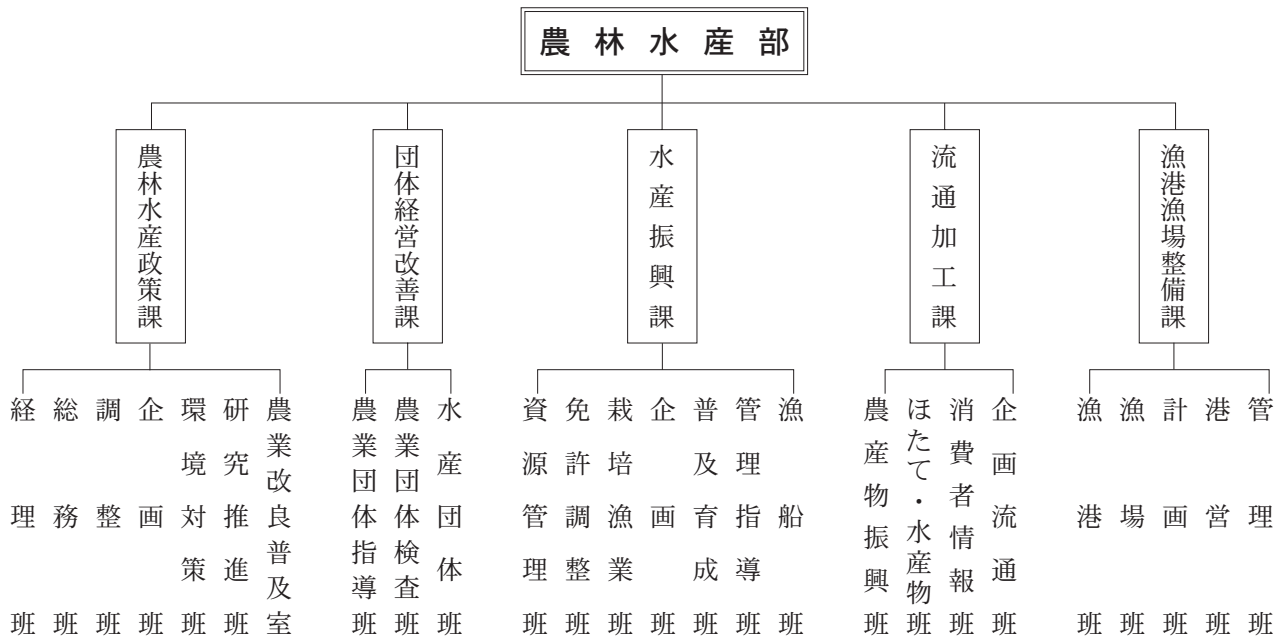 農林水産部
農林水産政策課
団体経営改善課
水産振興課
流通加工課
漁港漁場整備課
経理班
総務班
調整班
企画班
環境対策班
研究推進班
農業改良普及室
農業団体指導班
農業団体検査班
水産団体班
資源管理班
免許調整班
栽培漁業班
企画班
普及育成班
管理指導班
漁船班
農産物振興班
ほたて・水産物班
消費者情報班
企画流通班
漁港班
漁場班
計画班
港営班
管理班